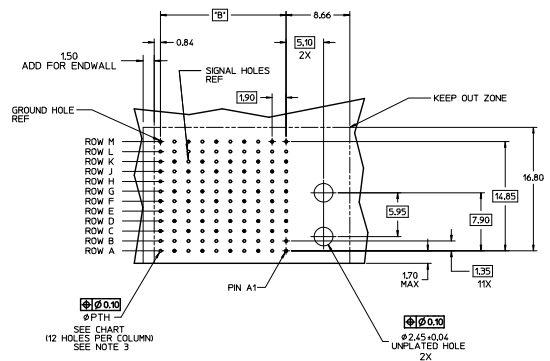 "B"
8.66
1.50
ADD FOR ENDWALL
0.84
5.10
2X
SIGNAL HOLES
REF
1.90
GROUND HOLE
REF
KEEP OUT ZONE
ROW M
ROW L
ROW K
ROW J
ROW H
ROW G
ROW F
ROW E
ROW D
ROW C
ROW B
ROW A
5.95
7.90
14.85
16.80
PIN A1
1.70
MAX
1.35
11X
⌖ Ø 0.10
ØPTH
SEE CHART
(12 HOLES PER COLUMN)
SEE NOTE 3
⌖ Ø 0.10
Ø2.45±0.04
UNPLATED HOLE
2X